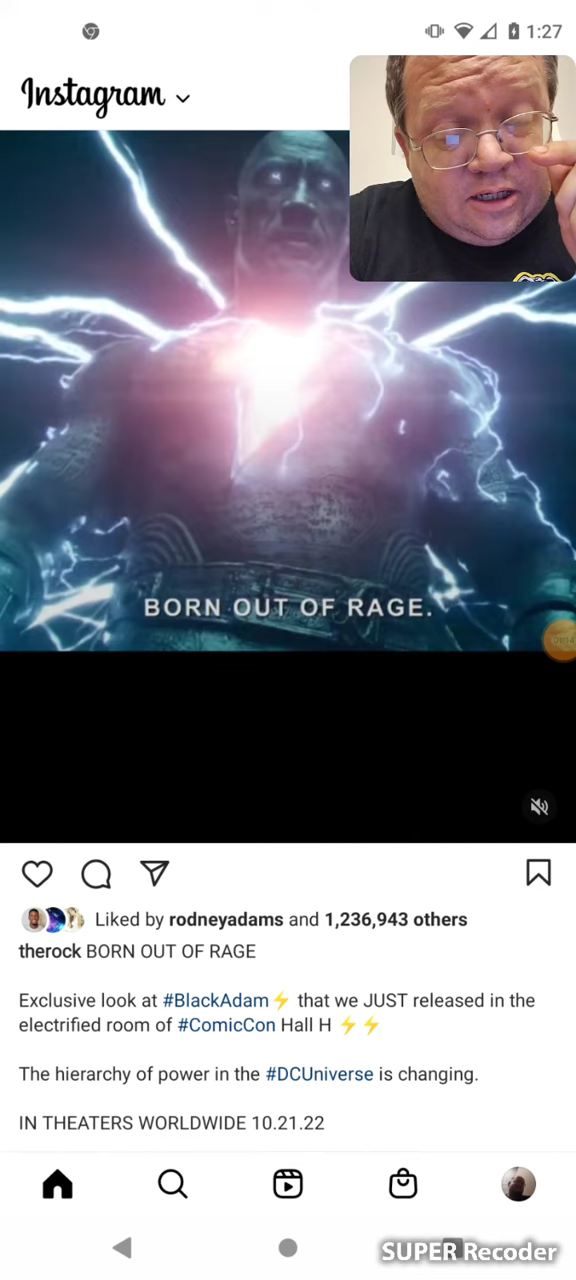 1:27
Instagram
BORN OUT OF RAGE.
Liked by rodneyadams and 1,236,943 others
therock BORN OUT OF RAGE
Exclusive look at #BlackAdam⚡ that we JUST released in the
electrified room of #ComicCon Hall H ⚡⚡
The hierarchy of power in the #DCUniverse is changing.
IN THEATERS WORLDWIDE 10.21.22
SUPER Recoder